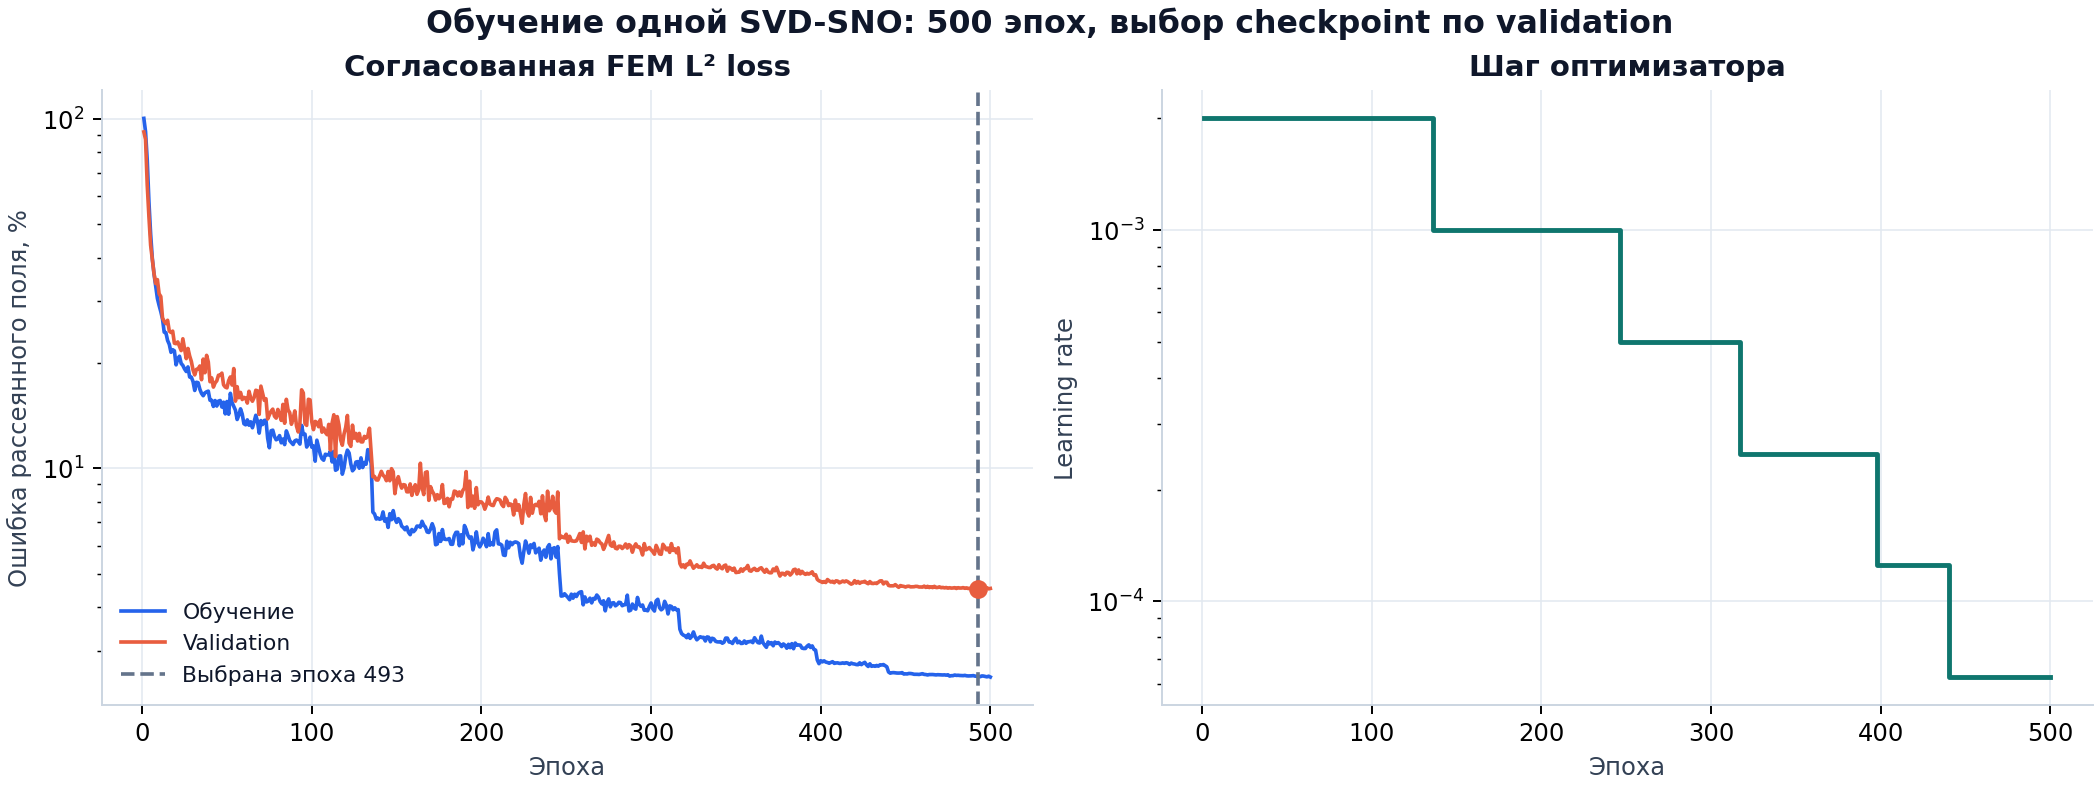 Обучение одной SVD-SNO: 500 эпох, выбор checkpoint по validation
Согласованная FEM L² loss
Ошибка рассеянного поля, %
10²
10¹
Обучение
Validation
Выбрана эпоха 493
0 100 200 300 400 500
Эпоха
Шаг оптимизатора
Learning rate
10⁻³
10⁻⁴
0 100 200 300 400 500
Эпоха